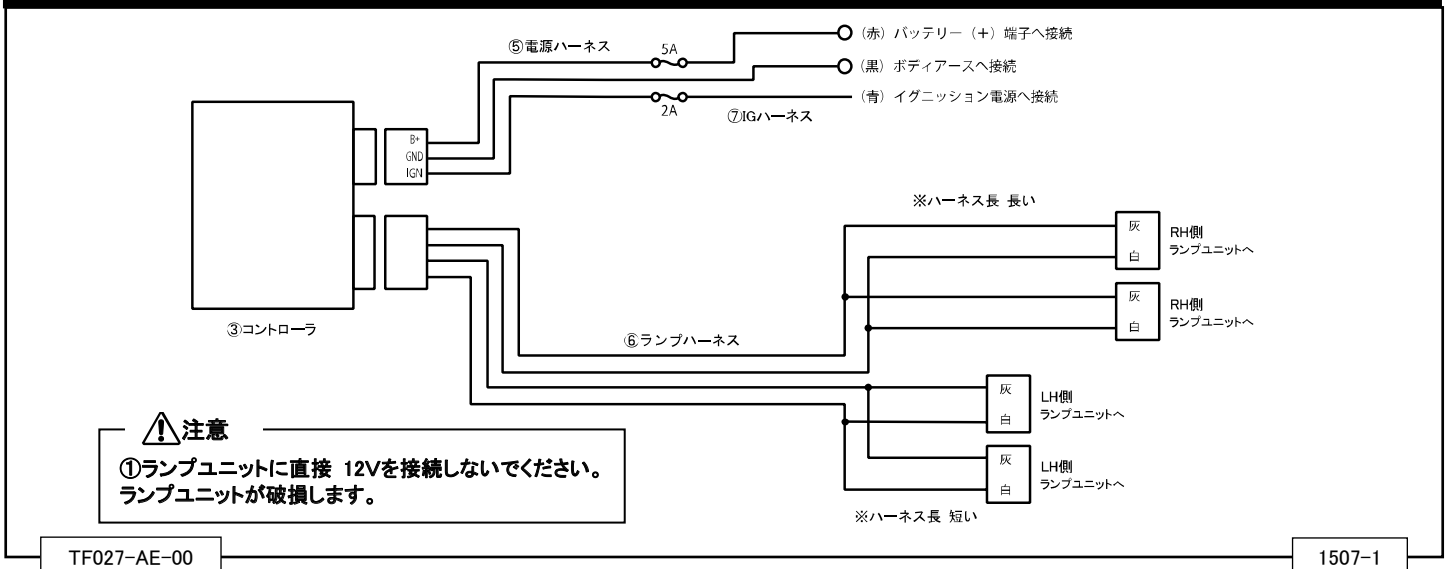 ⑤電源ハーネス
5A
(赤) バッテリー (+) 端子へ接続
(黒) ボディアースへ接続
2A
(青) イグニッション電源へ接続
⑦IGハーネス
B+
GND
IGN
※ハーネス長 長い
灰
白
RH側
ランプユニットへ
灰
白
RH側
ランプユニットへ
③コントローラ
⑥ランプハーネス
灰
白
LH側
ランプユニットへ
灰
白
LH側
ランプユニットへ
※ハーネス長 短い
注意
①ランプユニットに直接 12Vを接続しないでください。
ランプユニットが破損します。
TF027-AE-00
1507-1